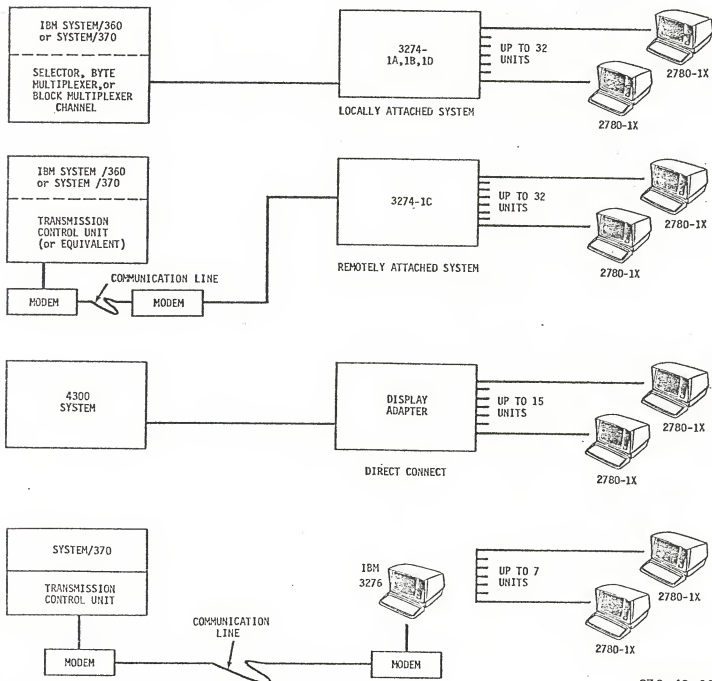 IBM SYSTEM/360
or SYSTEM/370
SELECTOR, BYTE
MULTIPLEXER, or
BLOCK MULTIPLEXER
CHANNEL
3274-
1A,1B,1D
UP TO 32
UNITS
2780-1X
2780-1X
LOCALLY ATTACHED SYSTEM
IBM SYSTEM /360
or SYSTEM /370
TRANSMISSION
CONTROL UNIT
(or EQUIVALENT)
COMMUNICATION LINE
MODEM
MODEM
3274-1C
UP TO 32
UNITS
2780-1X
2780-1X
REMOTELY ATTACHED SYSTEM
4300
SYSTEM
DISPLAY
ADAPTER
UP TO 15
UNITS
2780-1X
2780-1X
DIRECT CONNECT
SYSTEM/370
TRANSMISSION
CONTROL UNIT
COMMUNICATION
LINE
MODEM
MODEM
IBM
3276
UP TO 7
UNITS
2780-1X
2780-1X